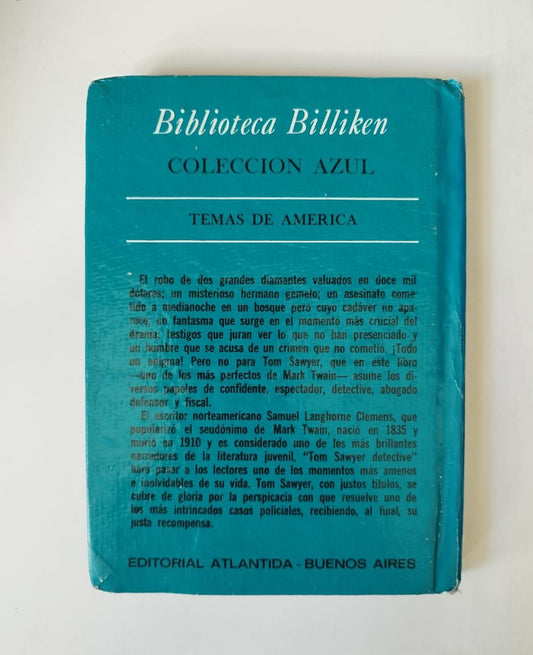 Biblioteca Billiken
COLECCION AZUL
TEMAS DE AMERICA
El robo de dos grandes diamantes valuados en doce mil
dólares; un misterioso hermano gemelo; un asesinato come-
tido a medianoche en un bosque pero cuyo cadáver no apa-
rece; un fantasma que surge en el momento más crucial del
drama; testigos que juran ver lo que no han presenciado y
un hombre que se acusa de un crimen que no cometió. ¡Todo
un enigma! Pero no para Tom Sawyer, que en este libro
—uno de los más perfectos de Mark Twain— asume los di-
versos papeles de confidente, espectador, detective, abogado
defensor y fiscal.
El escritor norteamericano Samuel Langhorne Clemens, que
popularizó el seudónimo de Mark Twain, nació en 1835 y
murió en 1910 y es considerado uno de los más brillantes
narradores de la literatura juvenil. "Tom Sawyer detective"
hará pasar a los lectores uno de los momentos más amenos
e inolvidables de su vida. Tom Sawyer, con justos títulos, se
cubre de gloria por la perspicacia con que resuelve uno de
los más intrincados casos policiales, recibiendo, al final, su
justa recompensa.
EDITORIAL ATLANTIDA - BUENOS AIRES